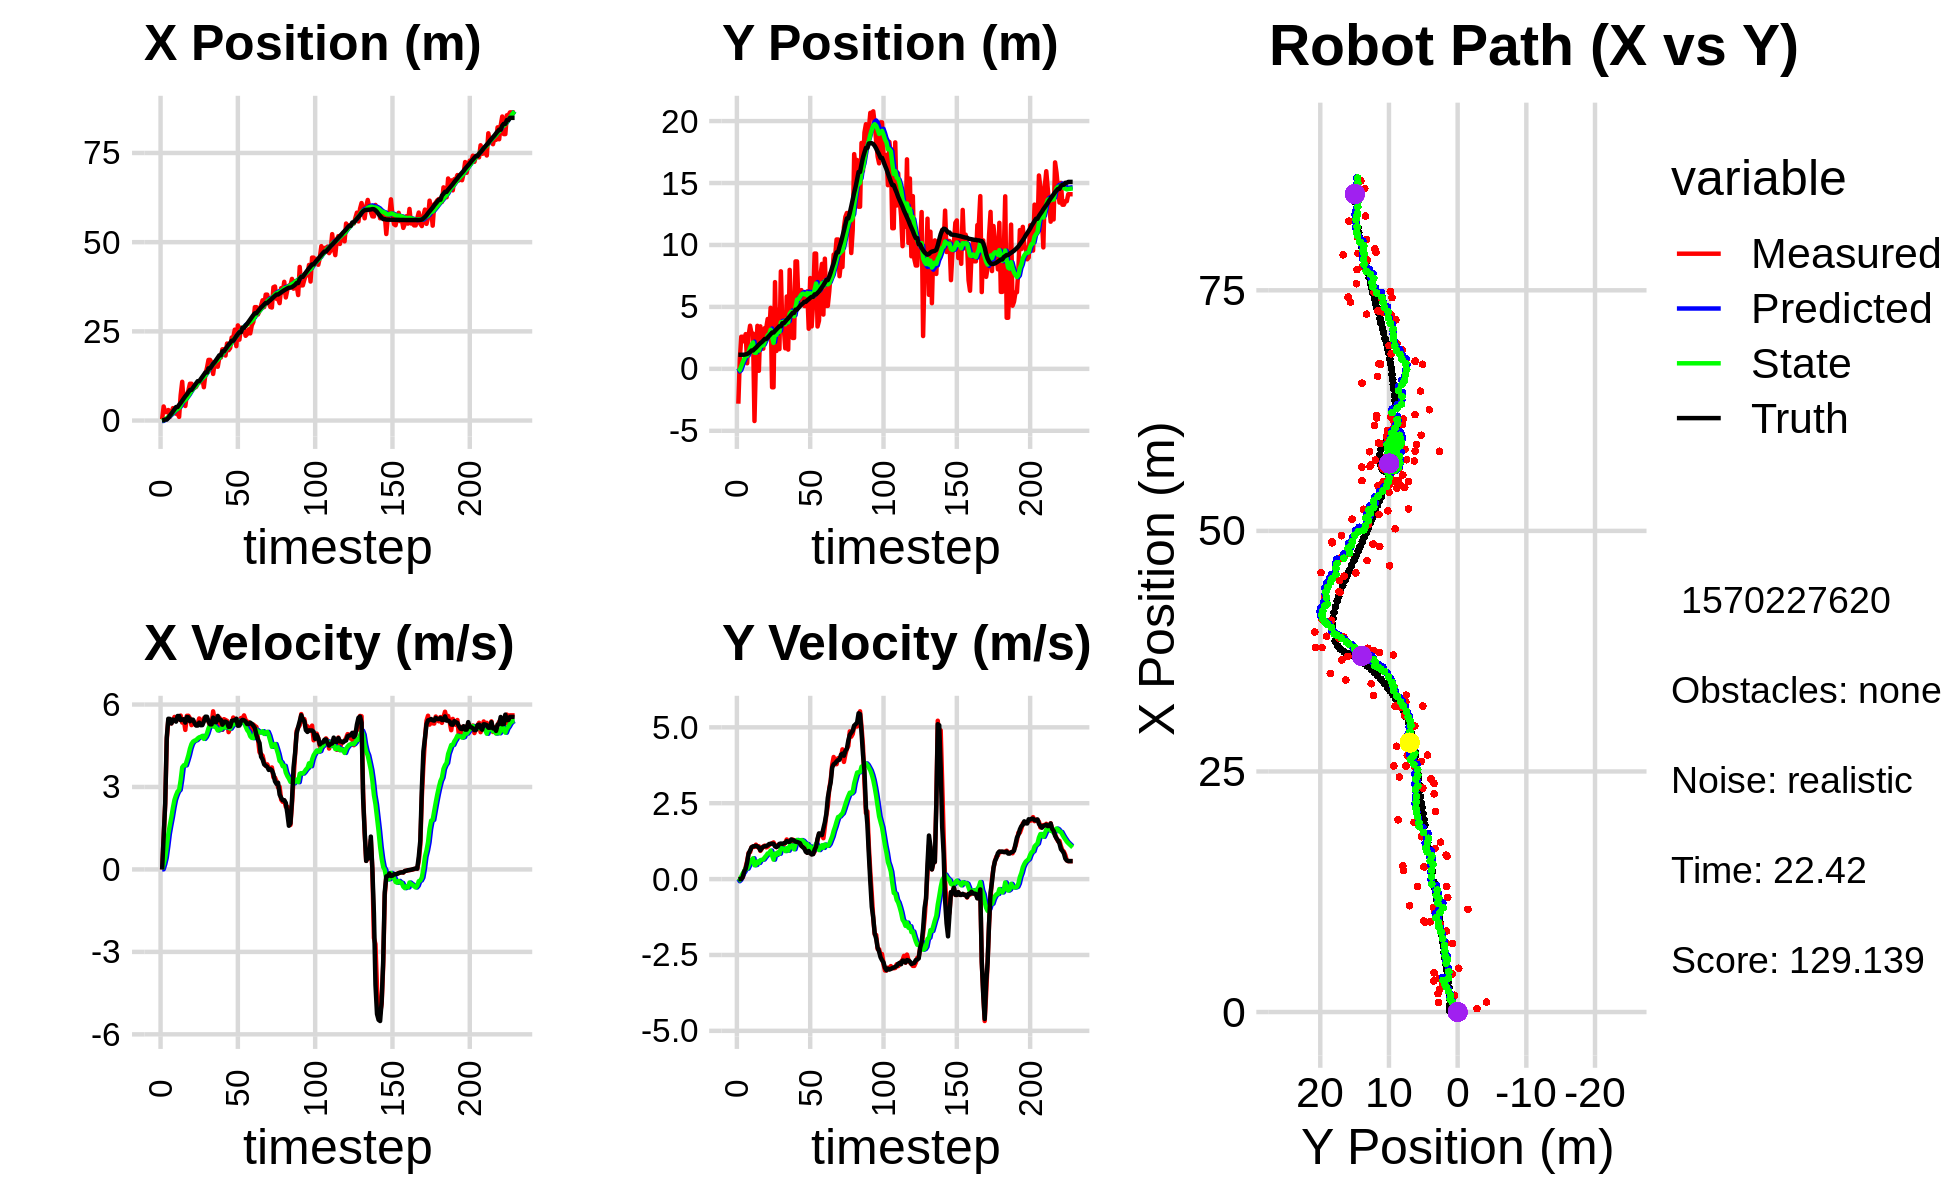 X Position (m)
75
50
25
0
0
50
100
150
200
timestep
Y Position (m)
20
15
10
5
0
-5
0
50
100
150
200
timestep
X Velocity (m/s)
6
3
0
-3
-6
0
50
100
150
200
timestep
Y Velocity (m/s)
5.0
2.5
0.0
-2.5
-5.0
0
50
100
150
200
timestep
Robot Path (X vs Y)
X Position (m)
75
50
25
0
20 10 0 -10 -20
Y Position (m)
variable
Measured
Predicted
State
Truth
1570227620
Obstacles: none
Noise: realistic
Time: 22.42
Score: 129.139